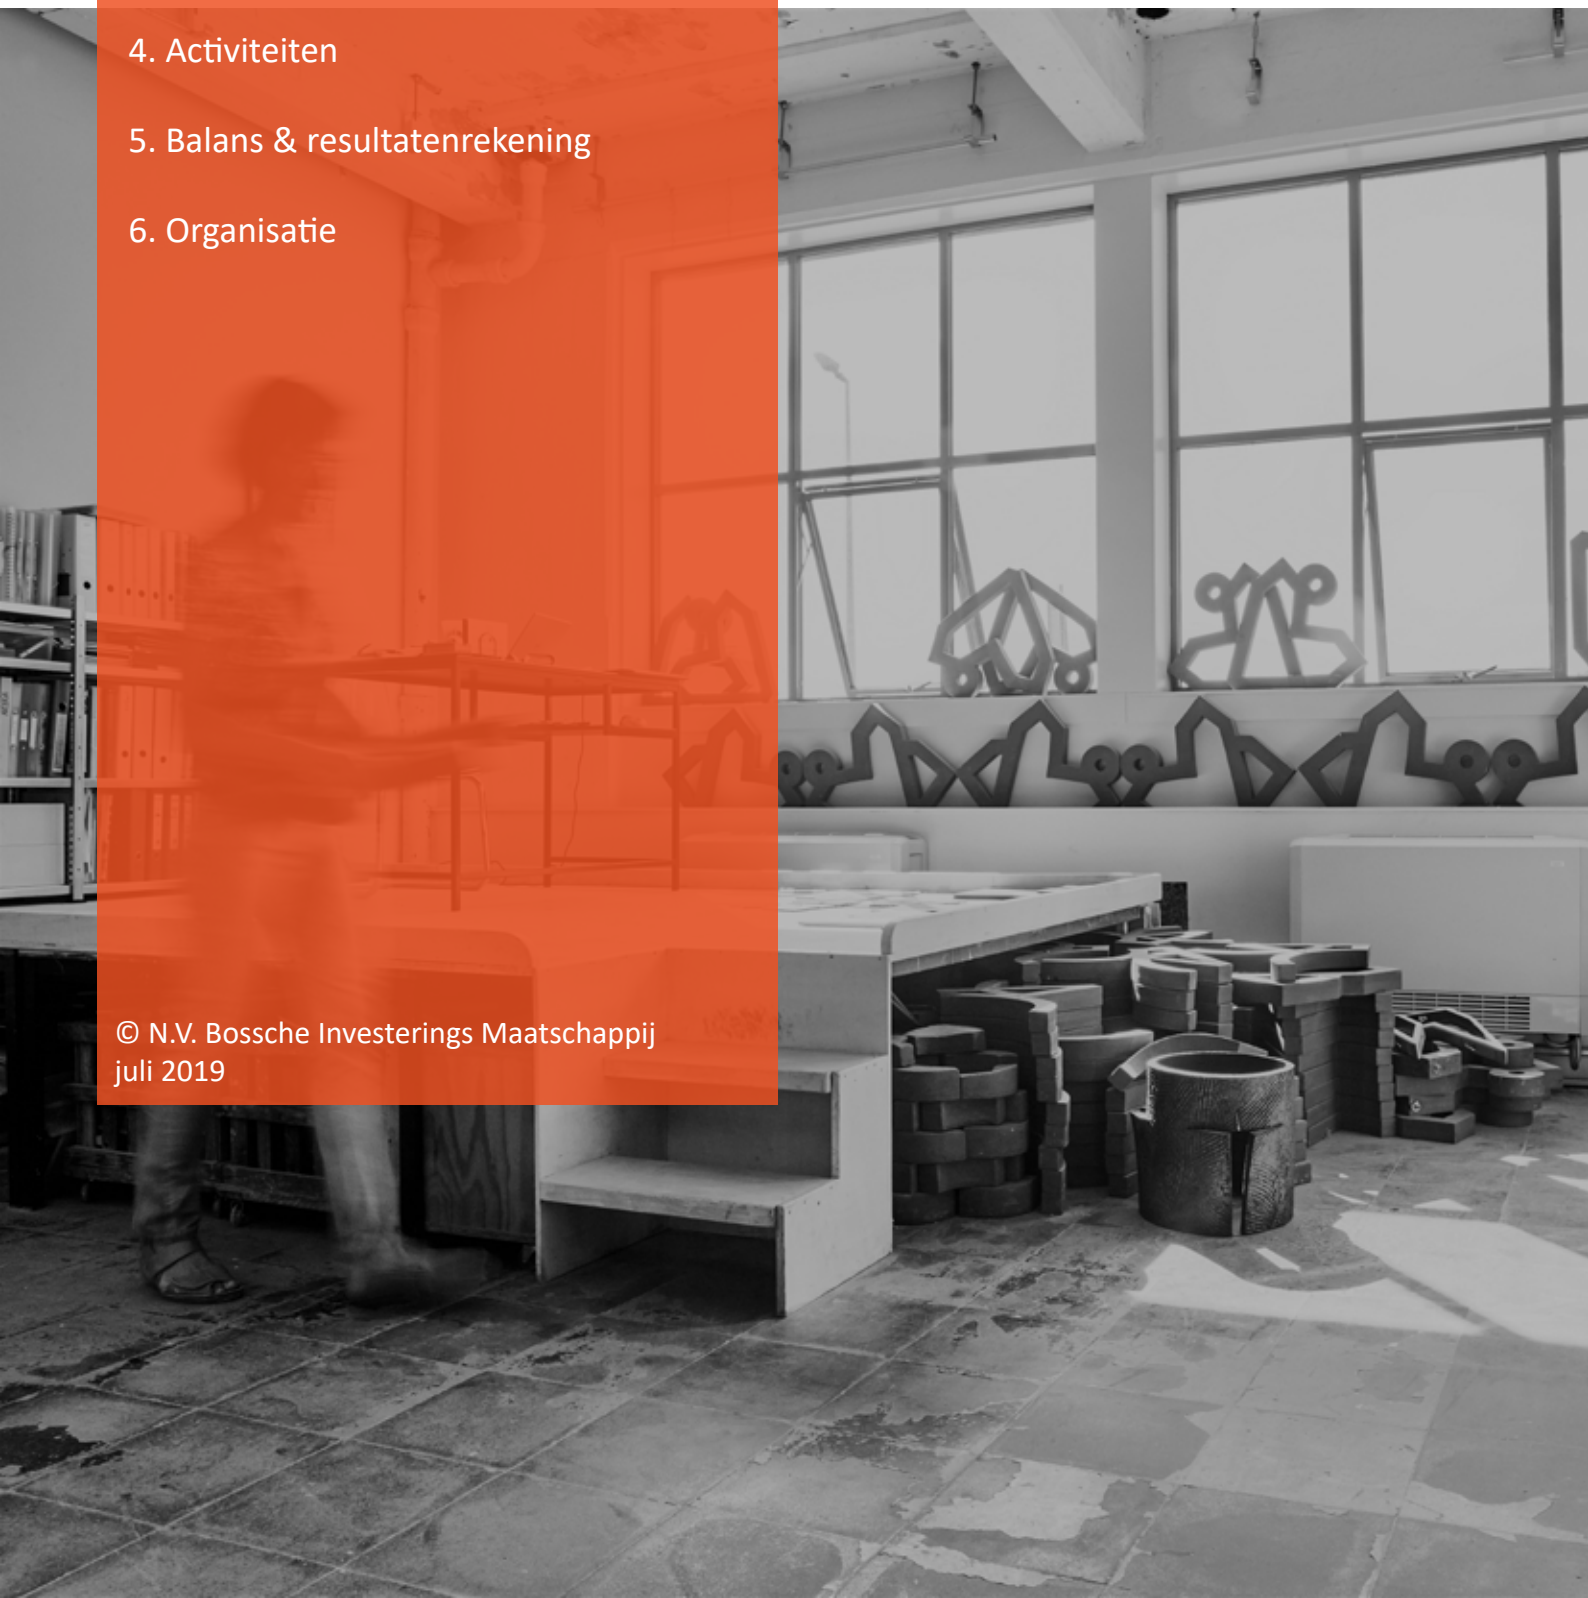 4. Activiteiten
5. Balans & resultatenrekening
6. Organisatie
© N.V. Bossche Investerings Maatschappij
juli 2019